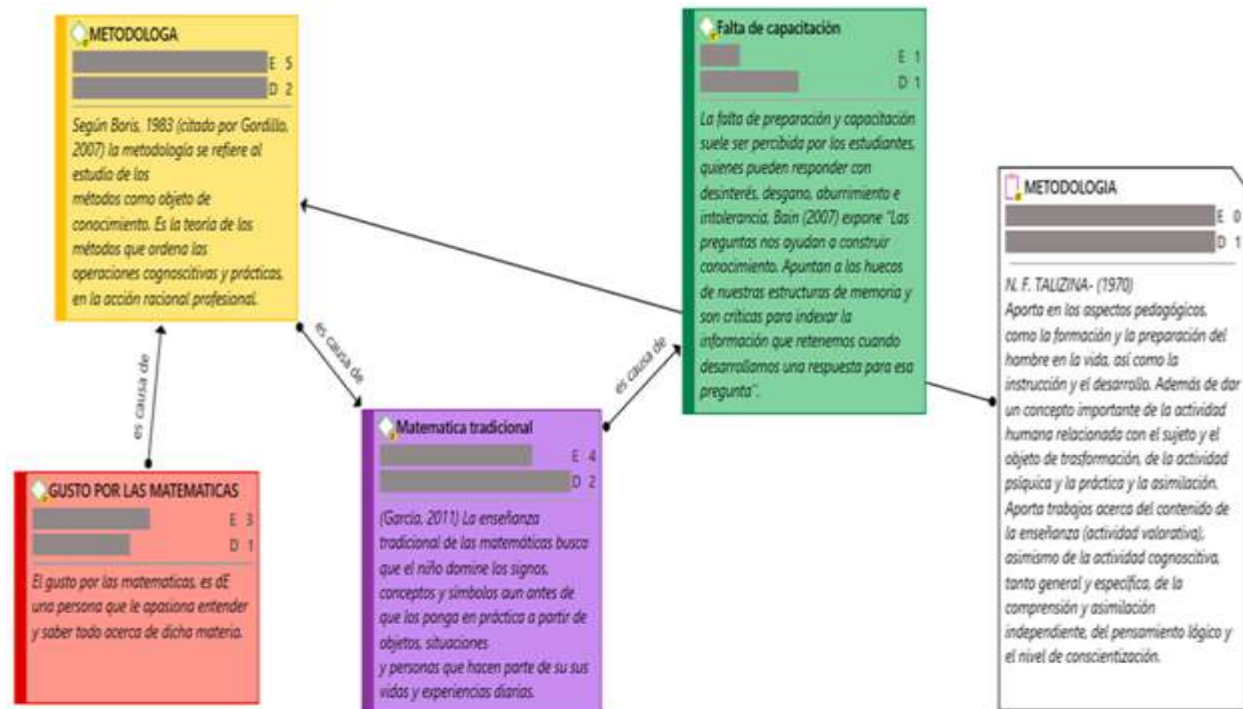 METODOLOGA
E 5
D 2
Según Boris, 1983 (citado por Gordillo,
2007) la metodología se refiere al
estudio de los
métodos como objeto de
conocimiento. Es la teoría de los
métodos que ordena las
operaciones cognoscitivas y prácticas,
en la acción racional profesional.
es causa de
GUSTO POR LAS MATEMATICAS
E 3
D 1
El gusto por las matematicas, es dE
una persona que le apasiona entender
y saber todo acerca de dicha materia.
es causa de
Matematica tradicional
E 4
D 2
(García, 2011) La enseñanza
tradicional de las matemáticas busca
que el niño domine los signos,
conceptos y símbolos aun antes de
que los ponga en práctica a partir de
objetos, situaciones
y personas que hacen parte de su sus
vidas y experiencias diarias.
es causa de
Falta de capacitación
E 1
D 1
La falta de preparación y capacitación
suele ser percibida por los estudiantes,
quienes pueden responder con
desinterés, desgano, aburrimiento e
intolerancia, Bain (2007) expone "Las
preguntas nos ayudan a construir
conocimiento. Apuntan a los huecos
de nuestras estructuras de memoria y
son críticas para indexar la
información que retenemos cuando
desarrollamos una respuesta para esa
pregunta".
METODOLOGIA
E 0
D 1
N. F. TALIZINA- (1970)
Aporta en los aspectos pedagógicos,
como la formación y la preparación del
hombre en la vida, así como la
instrucción y el desarrollo. Además de dar
un concepto importante de la actividad
humana relacionada con el sujeto y el
objeto de trasformación, de la actividad
psíquica y la práctica y la asimilación.
Aporta trabajos acerca del contenido de
la enseñanza (actividad valorativa),
asimismo de la actividad cognoscitiva,
tanto general y específica, de la
comprensión y asimilación
independiente, del pensamiento lógico y
el nivel de conscientización.